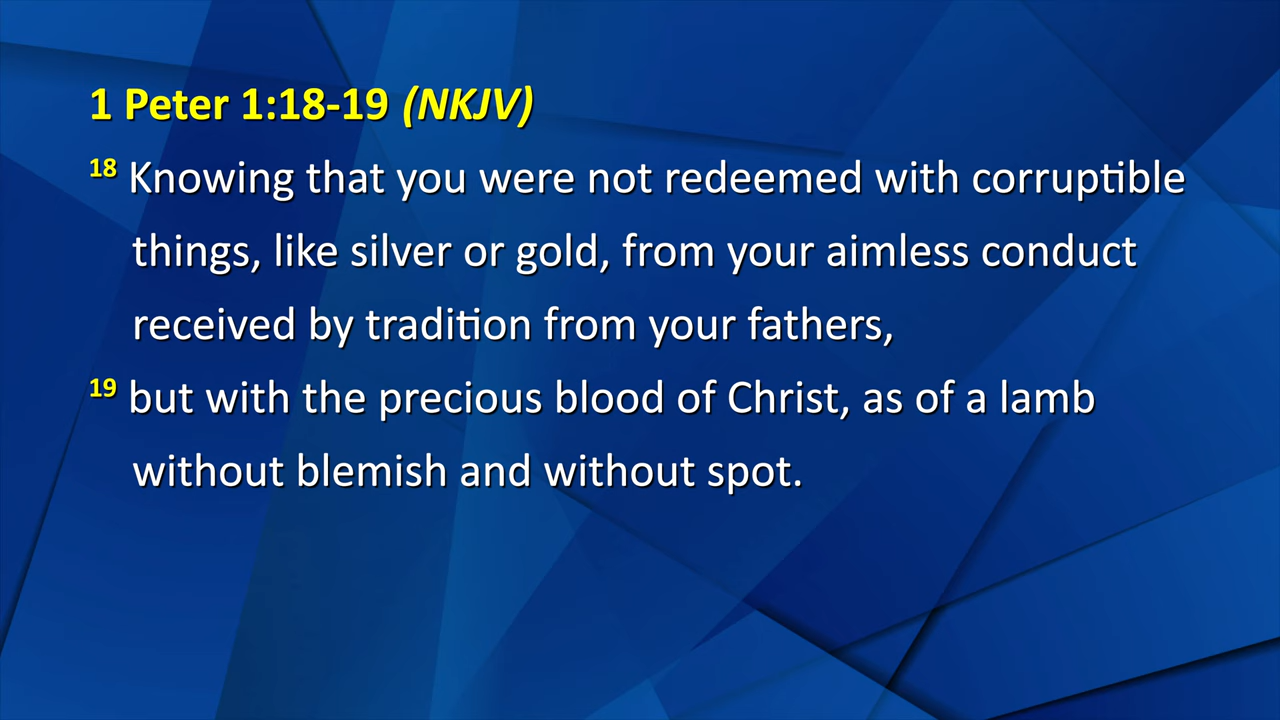 1 Peter 1:18-19 (NKJV)
18 Knowing that you were not redeemed with corruptible
things, like silver or gold, from your aimless conduct
received by tradition from your fathers,
19 but with the precious blood of Christ, as of a lamb
without blemish and without spot.